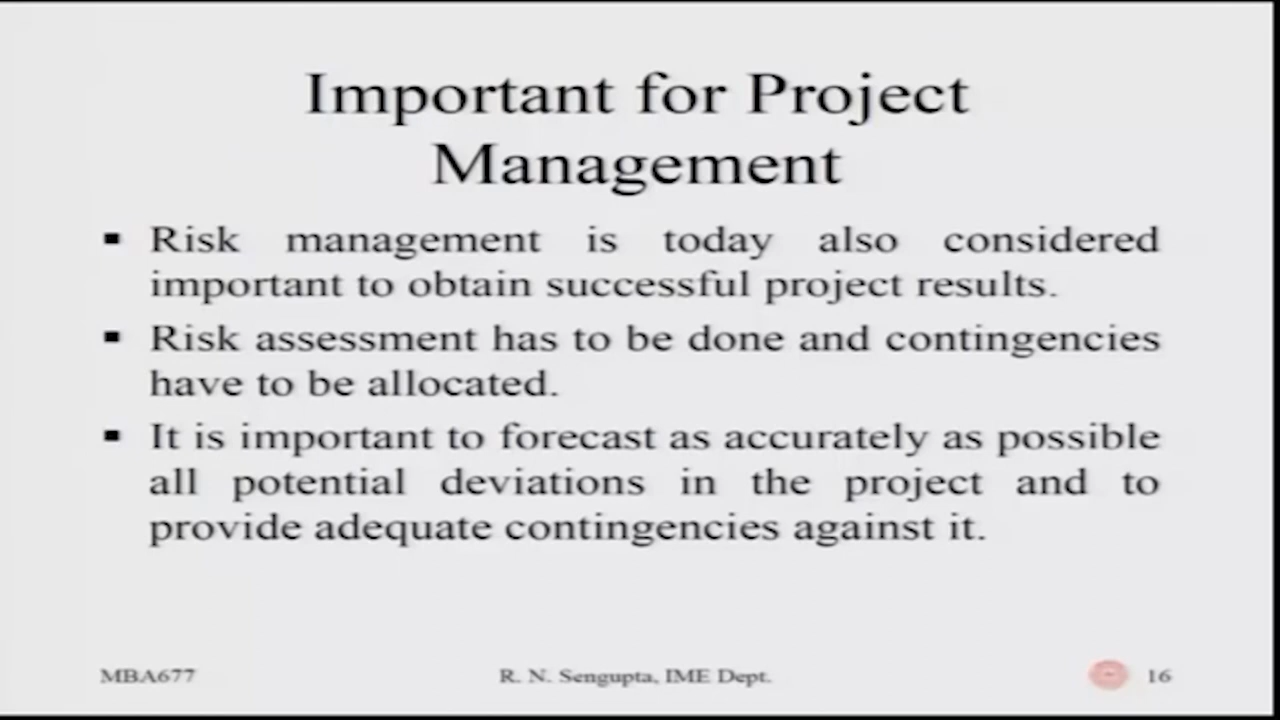 Important for Project
Management
▪ Risk management is today also considered
important to obtain successful project results.
▪ Risk assessment has to be done and contingencies
have to be allocated.
▪ It is important to forecast as accurately as possible
all potential deviations in the project and to
provide adequate contingencies against it.
MBA677 R. N. Sengupta, IME Dept. 16